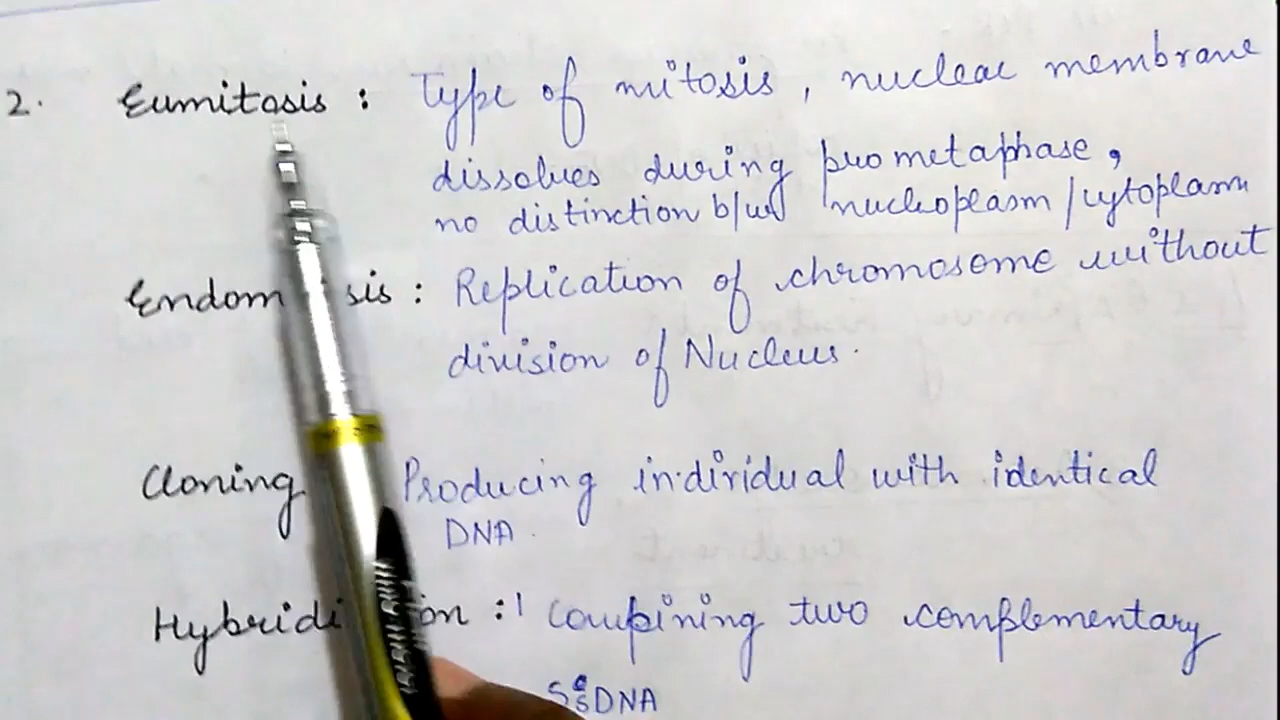 2. Eumitosis : Type of mitosis, nuclear membrane
dissolves during prometaphase,
no distinction b/w nucleoplasm/cytoplasm
Endom sis : Replication of chromosome without
division of Nucleus.
Cloning Producing individual with identical
DNA.
Hybridi on : Combining two complementary
SsDNA